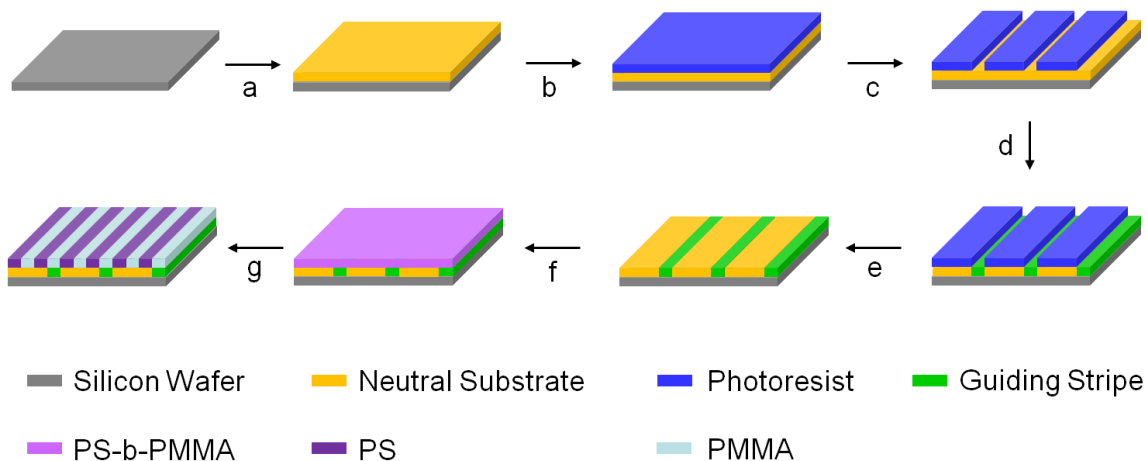 a
b
c
d
g
f
e
Silicon Wafer
Neutral Substrate
Photoresist
Guiding Stripe
PS-b-PMMA
PS
PMMA